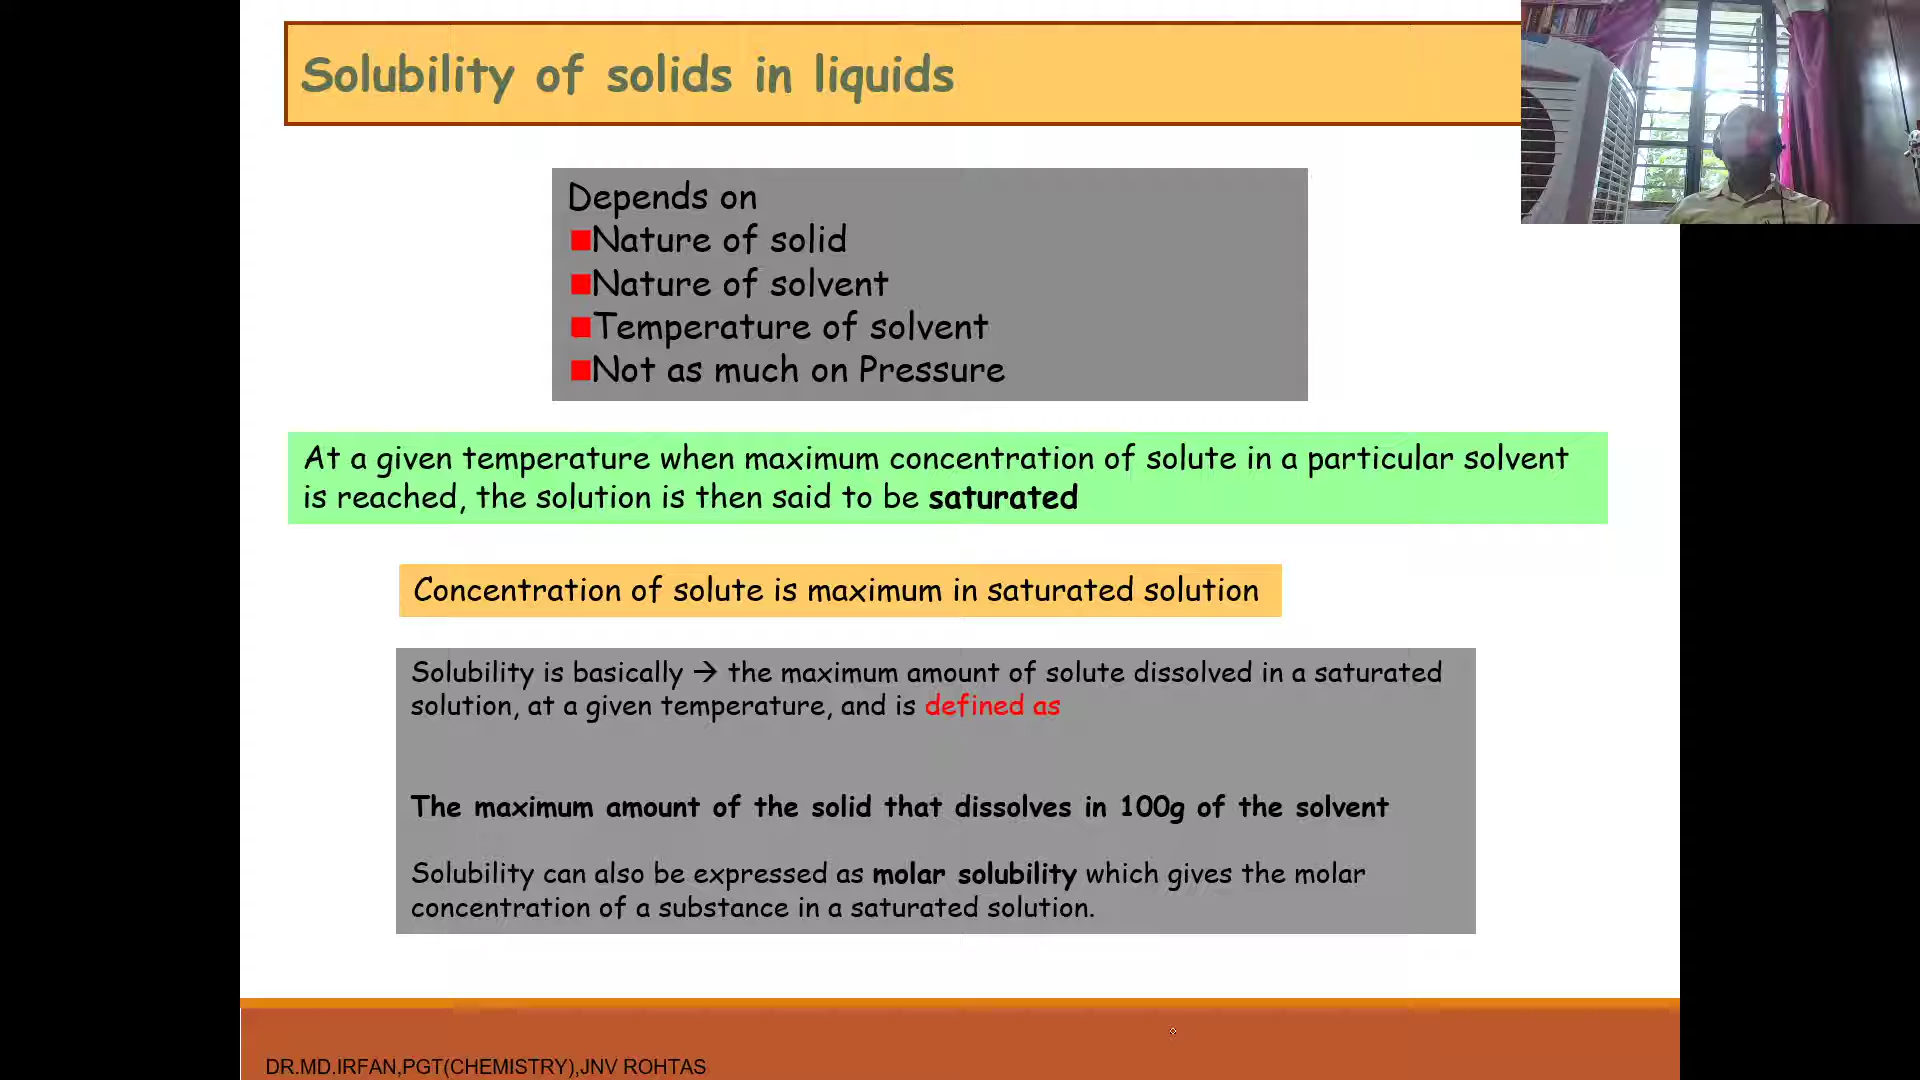 Solubility of solids in liquids
Depends on
Nature of solid
Nature of solvent
Temperature of solvent
Not as much on Pressure
At a given temperature when maximum concentration of solute in a particular solvent
is reached, the solution is then said to be saturated
Concentration of solute is maximum in saturated solution
Solubility is basically → the maximum amount of solute dissolved in a saturated
solution, at a given temperature, and is defined as
The maximum amount of the solid that dissolves in 100g of the solvent
Solubility can also be expressed as molar solubility which gives the molar
concentration of a substance in a saturated solution.
DR.MD.IRFAN,PGT(CHEMISTRY),JNV ROHTAS